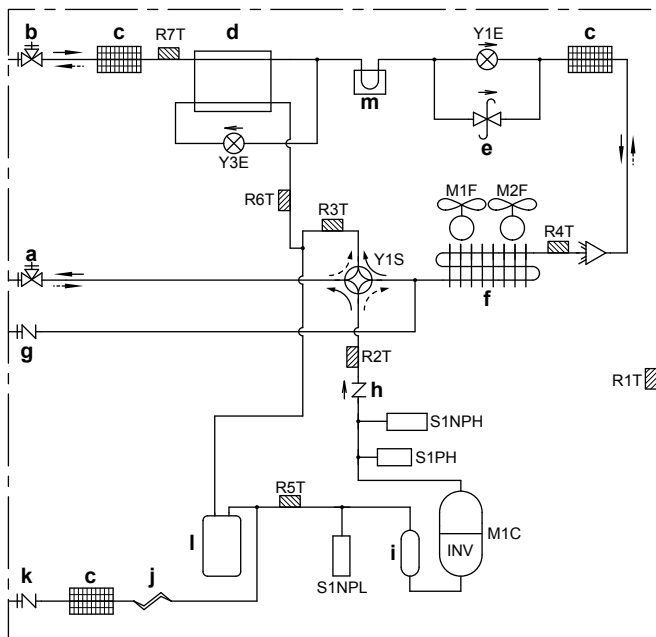 b
c
R7T
d
m
Y1E
c
e
Y3E
R6T
R3T
M1F
M2F
R4T
a
Y1S
f
g
R2T
R1T
h
S1NPH
S1PH
R5T
M1C
INV
l
i
S1NPL
k
c
j